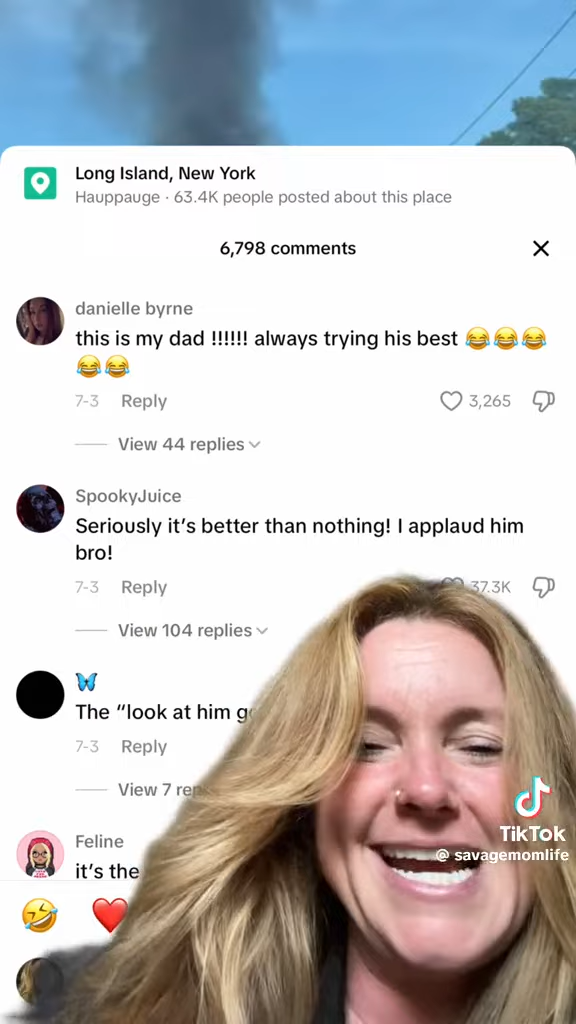 Long Island, New York
Hauppauge · 63.4K people posted about this place
6,798 comments
danielle byrne
this is my dad !!!!!! always trying his best 😂😂😂
😂😂
7-3 Reply
3,265
View 44 replies
SpookyJuice
Seriously it's better than nothing! I applaud him
bro!
7-3 Reply
37.3K
View 104 replies
🦋
The “look at him g
7-3 Reply
View 7 rep
Feline
it's the
🤣 ❤️
TikTok
@ savagemomlife